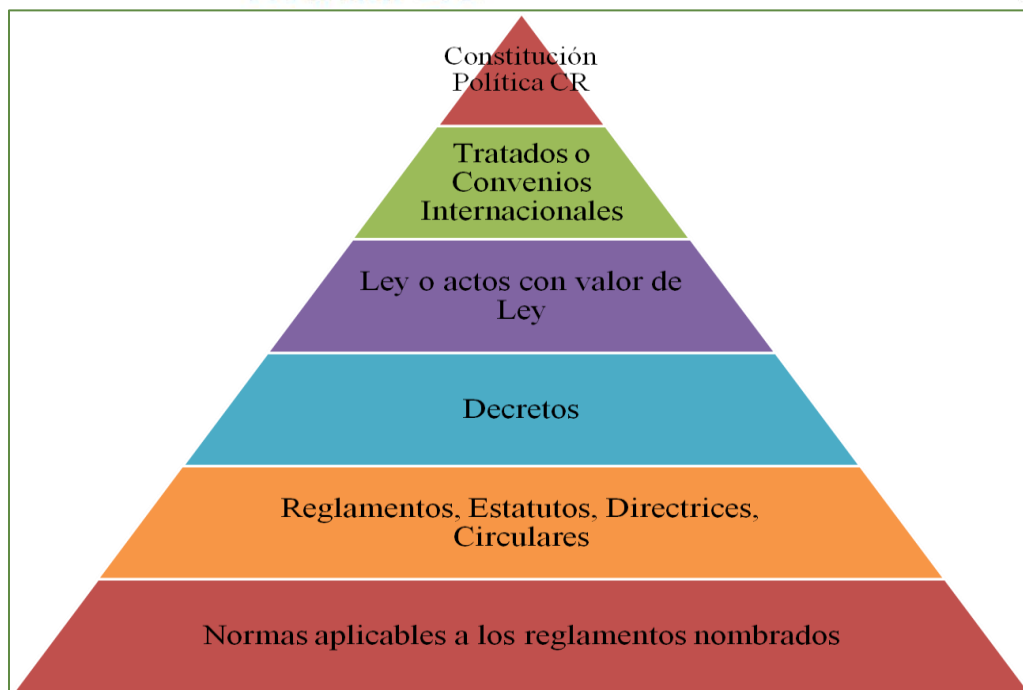 Constitución
Política CR
Tratados o
Convenios
Internacionales
Ley o actos con valor de
Ley
Decretos
Reglamentos, Estatutos, Directrices,
Circulares
Normas aplicables a los reglamentos nombrados